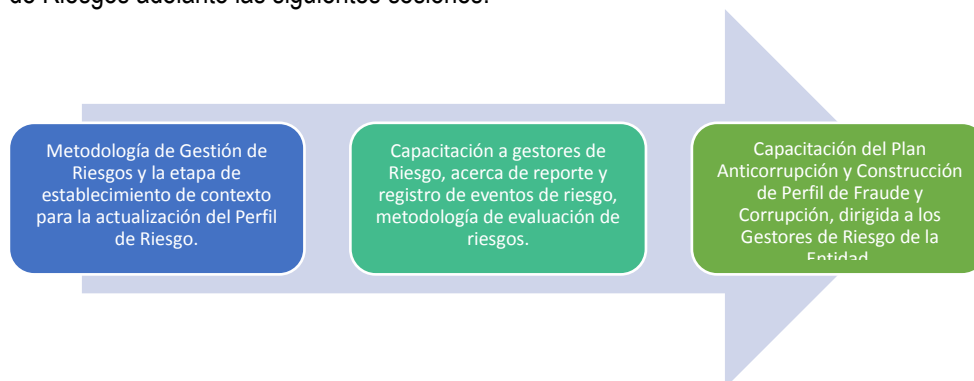 de Riesgos adelantó las siguientes sesiones:
Metodología de Gestión de
Riesgos y la etapa de
establecimiento de contexto
para la actualización del Perfil
de Riesgo.
Capacitación a gestores de
Riesgo, acerca de reporte y
registro de eventos de riesgo,
metodología de evaluación de
riesgos.
Capacitación del Plan
Anticorrupción y Construcción
de Perfil de Fraude y
Corrupción, dirigida a los
Gestores de Riesgo de la
Entidad